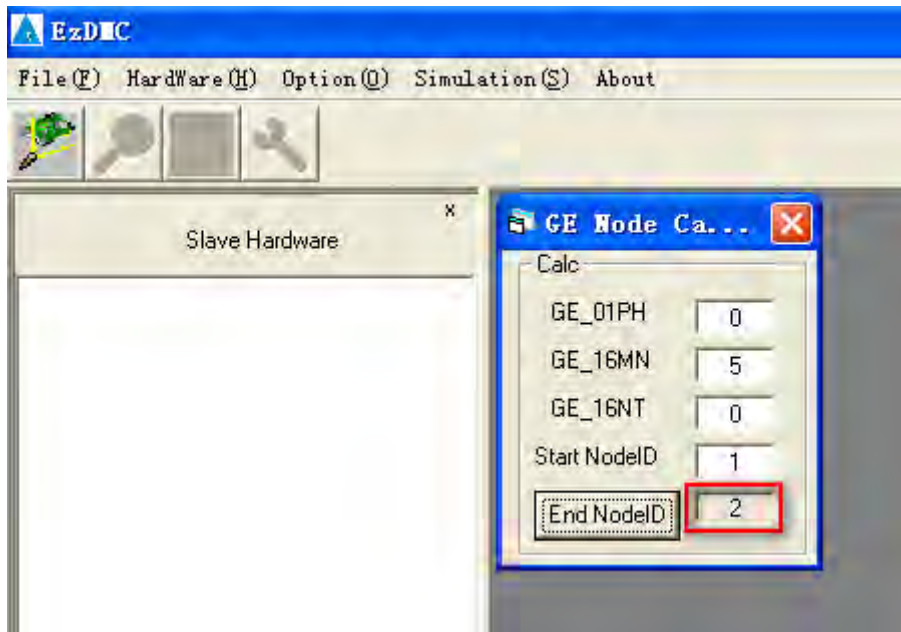 EzDMC
File(F) HardWare(H) Option(O) Simulation(S) About
x
Slave Hardware
GE Node Ca...
Calc
GE_01PH 0
GE_16MN 5
GE_16NT 0
Start NodeID 1
End NodeID 2